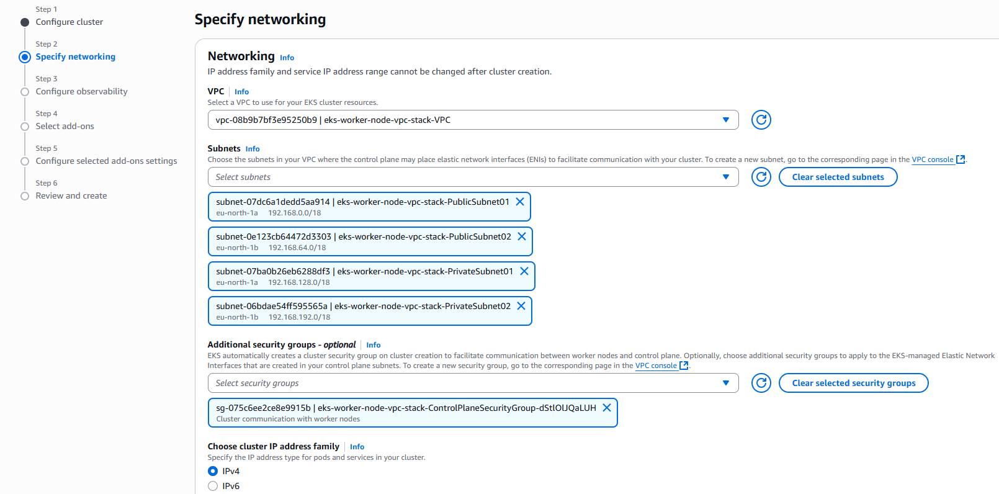 Step 1
Configure cluster
Step 2
Specify networking
Step 3
Configure observability
Step 4
Select add-ons
Step 5
Configure selected add-ons settings
Step 6
Review and create
Specify networking
Networking Info
IP address family and service IP address range cannot be changed after cluster creation.
VPC Info
Select a VPC to use for your EKS cluster resources.
vpc-08b9b7bf3e95250b9 | eks-worker-node-vpc-stack-VPC
Subnets Info
Choose the subnets in your VPC where the control plane may place elastic network interfaces (ENIs) to facilitate communication with your cluster. To create a new subnet, go to the corresponding page in the VPC console.
Select subnets
Clear selected subnets
subnet-07dc6a1dedd5aa914 | eks-worker-node-vpc-stack-PublicSubnet01
eu-north-1a 192.168.0.0/18
subnet-0e123cb64472d3303 | eks-worker-node-vpc-stack-PublicSubnet02
eu-north-1b 192.168.64.0/18
subnet-07ba0b26eb6288df3 | eks-worker-node-vpc-stack-PrivateSubnet01
eu-north-1a 192.168.128.0/18
subnet-06bdae54ff595565a | eks-worker-node-vpc-stack-PrivateSubnet02
eu-north-1b 192.168.192.0/18
Additional security groups - optional Info
EKS automatically creates a cluster security group on cluster creation to facilitate communication between worker nodes and control plane. Optionally, choose additional security groups to apply to the EKS-managed Elastic Network
Interfaces that are created in your control plane subnets. To create a new security group, go to the corresponding page in the VPC console.
Select security groups
Clear selected security groups
sg-075c6ee2ce8e9915b | eks-worker-node-vpc-stack-ControlPlaneSecurityGroup-dStlOlJQaLUH
Cluster communication with worker nodes
Choose cluster IP address family Info
Specify the IP address type for pods and services in your cluster.
IPv4
IPv6